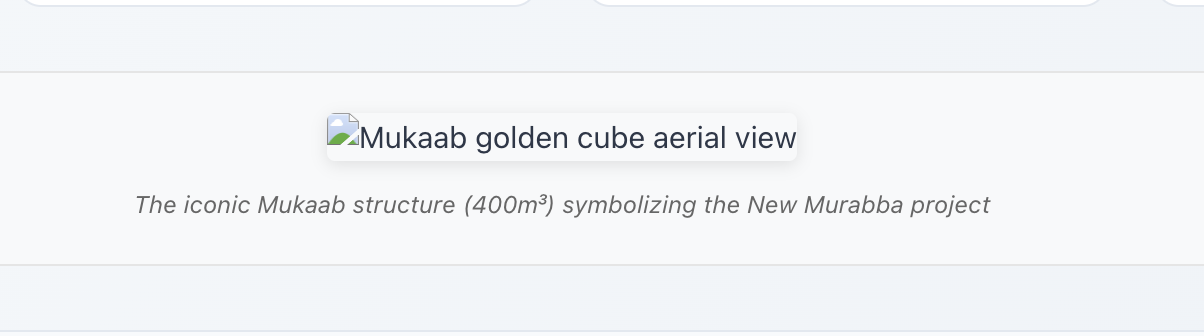 Mukaab golden cube aerial view
The iconic Mukaab structure (400m³) symbolizing the New Murabba project